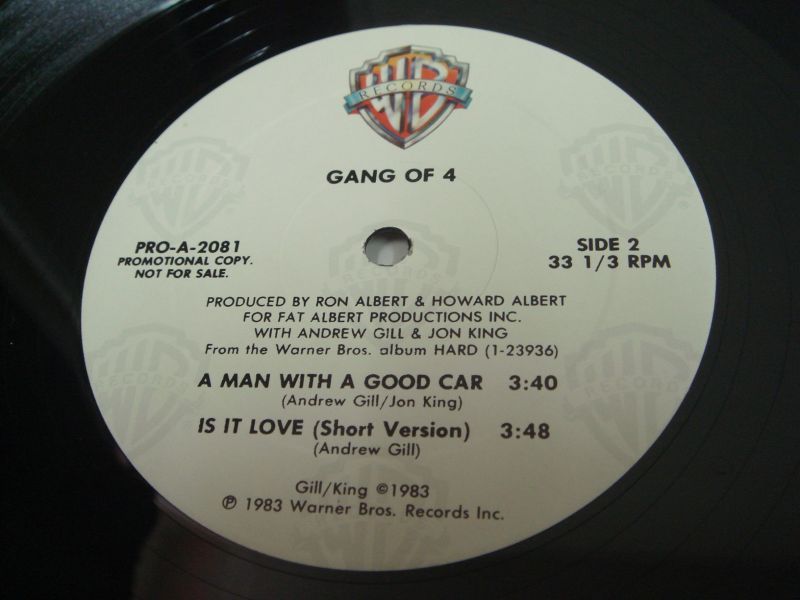 RECORDS
GANG OF 4
PRO-A-2081
PROMOTIONAL COPY.
NOT FOR SALE.
SIDE 2
33 1/3 RPM
PRODUCED BY RON ALBERT & HOWARD ALBERT
FOR FAT ALBERT PRODUCTIONS INC.
WITH ANDREW GILL & JON KING
From the Warner Bros. album HARD (1-23936)
A MAN WITH A GOOD CAR 3:40
(Andrew Gill/Jon King)
IS IT LOVE (Short Version) 3:48
(Andrew Gill)
Gill/King ©1983
℗ 1983 Warner Bros. Records Inc.